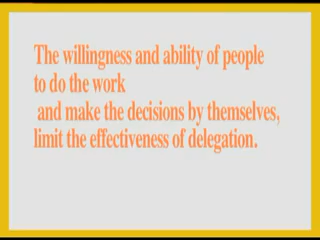 The willingness and ability of people
to do the work
and make the decisions by themselves,
limit the effectiveness of delegation.